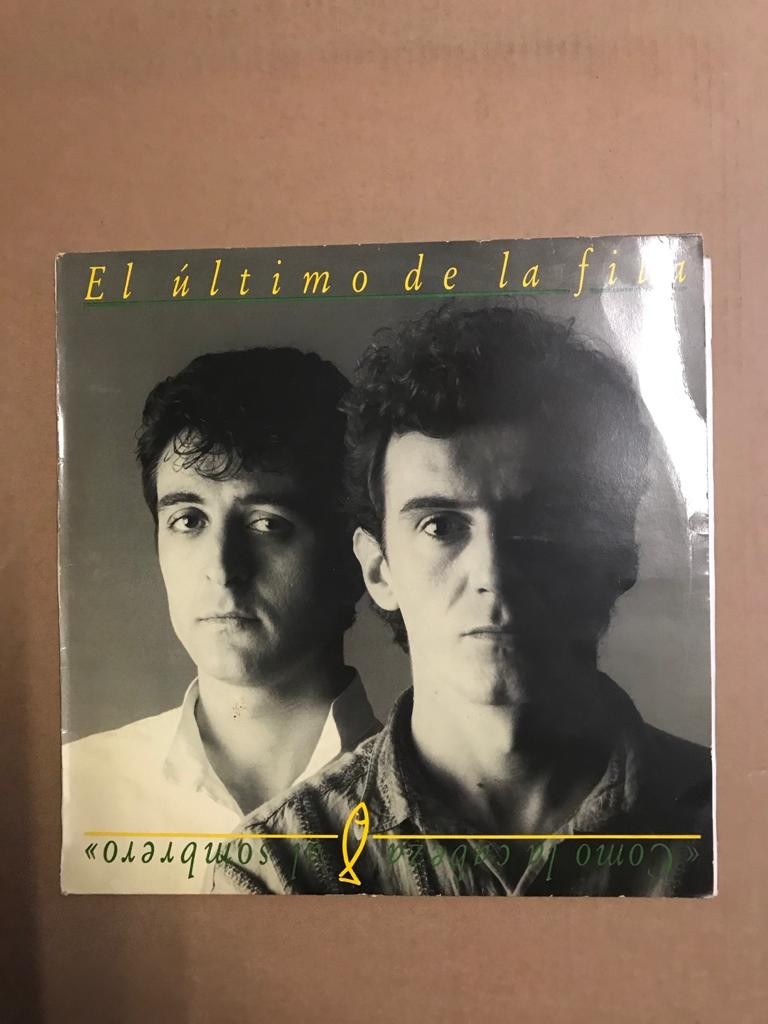 El último de la fila
«Como la cabeza al sombrero»